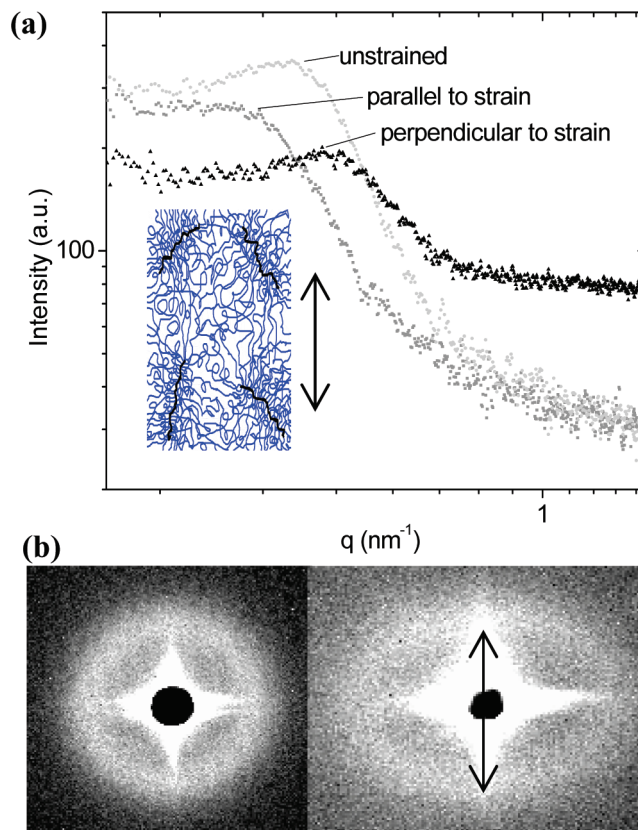 (a)
unstrained
parallel to strain
perpendicular to strain
100
Intensity (a.u.)
1
q (nm⁻¹)
(b)